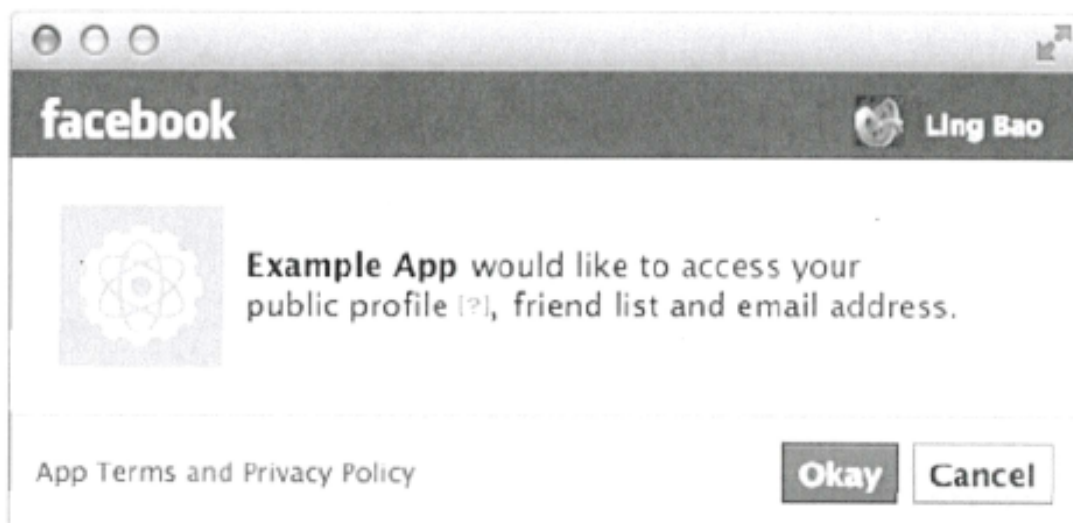 facebook
Ling Bao
Example App would like to access your
public profile [?], friend list and email address.
App Terms and Privacy Policy
Okay
Cancel